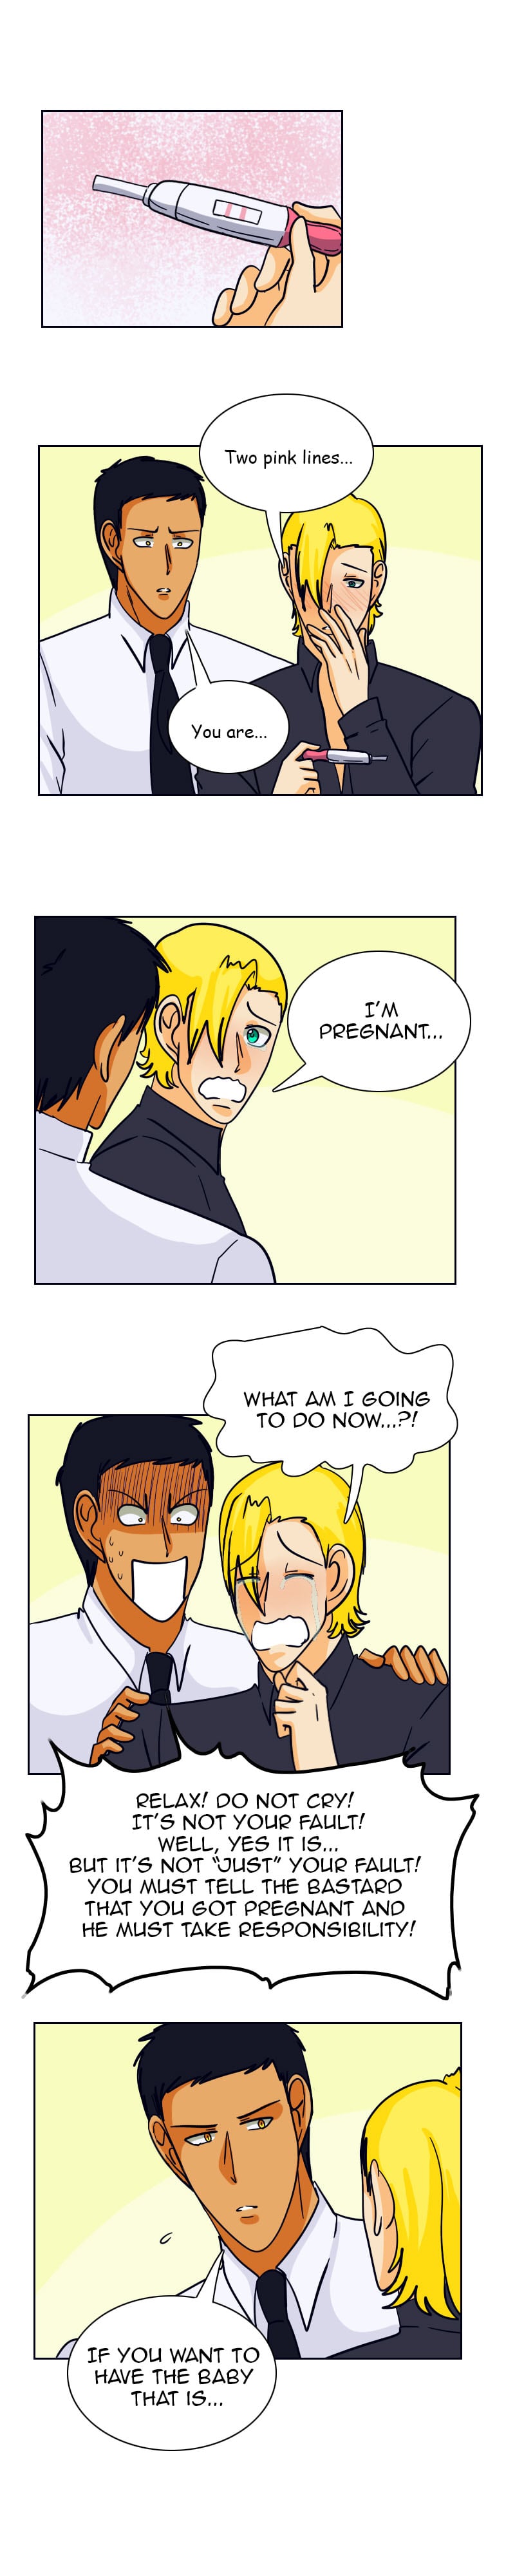 Two pink lines...
You are...
I'M
PREGNANT...
WHAT AM I GOING
TO DO NOW...?!
RELAX! DO NOT CRY!
IT'S NOT YOUR FAULT!
WELL, YES IT IS...
BUT IT'S NOT "JUST" YOUR FAULT!
YOU MUST TELL THE BASTARD
THAT YOU GOT PREGNANT AND
HE MUST TAKE RESPONSIBILITY!
IF YOU WANT TO
HAVE THE BABY
THAT IS...